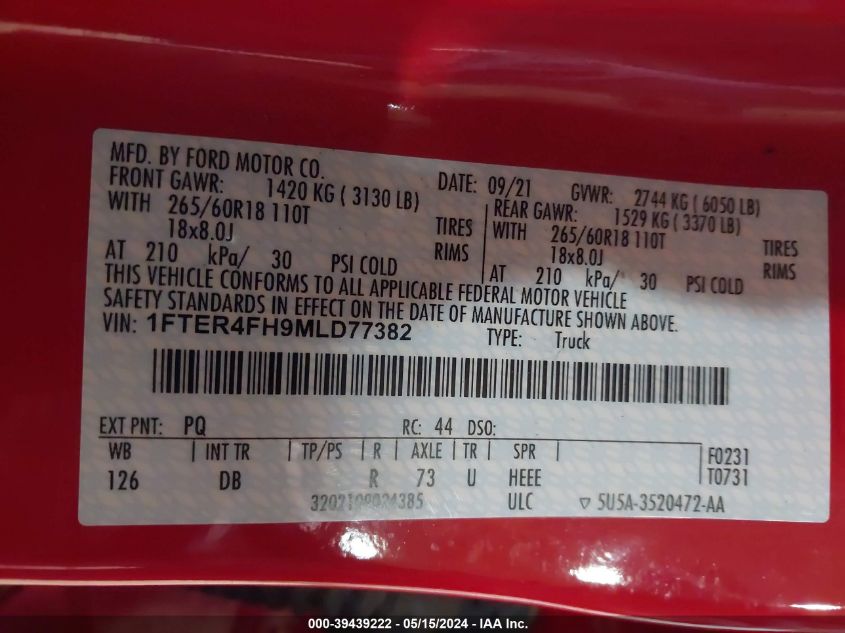 MFD. BY FORD MOTOR CO.
DATE: 09/21 GVWR: 2744 KG ( 6050 LB)
FRONT GAWR: 1420 KG ( 3130 LB)
WITH 265/60R18 110T TIRES
18x8.0J RIMS
AT 210 kPa/ 30 PSI COLD
REAR GAWR: 1529 KG ( 3370 LB)
WITH 265/60R18 110T TIRES
18x8.0J RIMS
AT 210 kPa/ 30 PSI COLD
THIS VEHICLE CONFORMS TO ALL APPLICABLE FEDERAL MOTOR VEHICLE
SAFETY STANDARDS IN EFFECT ON THE DATE OF MANUFACTURE SHOWN ABOVE.
VIN: 1FTER4FH9MLD77382 TYPE: Truck
EXT PNT: PQ RC: 44 DSO:
WB INT TR TP/PS R AXLE TR SPR F0231
126 DB R 73 U HEEE T0731
ULC ▽ 5U5A-3520472-AA
000-39439222 - 05/15/2024 - IAA Inc.